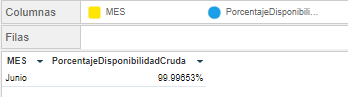 Columnas MES PorcentajeDisponibili...
Filas
MES PorcentajeDisponibilidadCruda
Junio 99.99653%